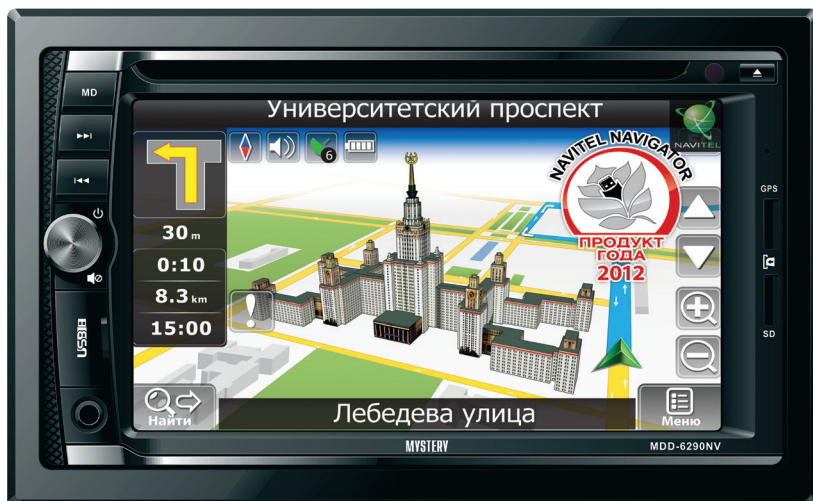 MD
Университетский проспект
NAVITEL
6
NAVITEL NAVIGATOR
ПРОДУКТ
ГОДА
2012
30 m
0:10
8.3 km
15:00
GPS
SD
USB
Найти
Лебедева улица
Меню
MYSTERY
MDD-6290NV